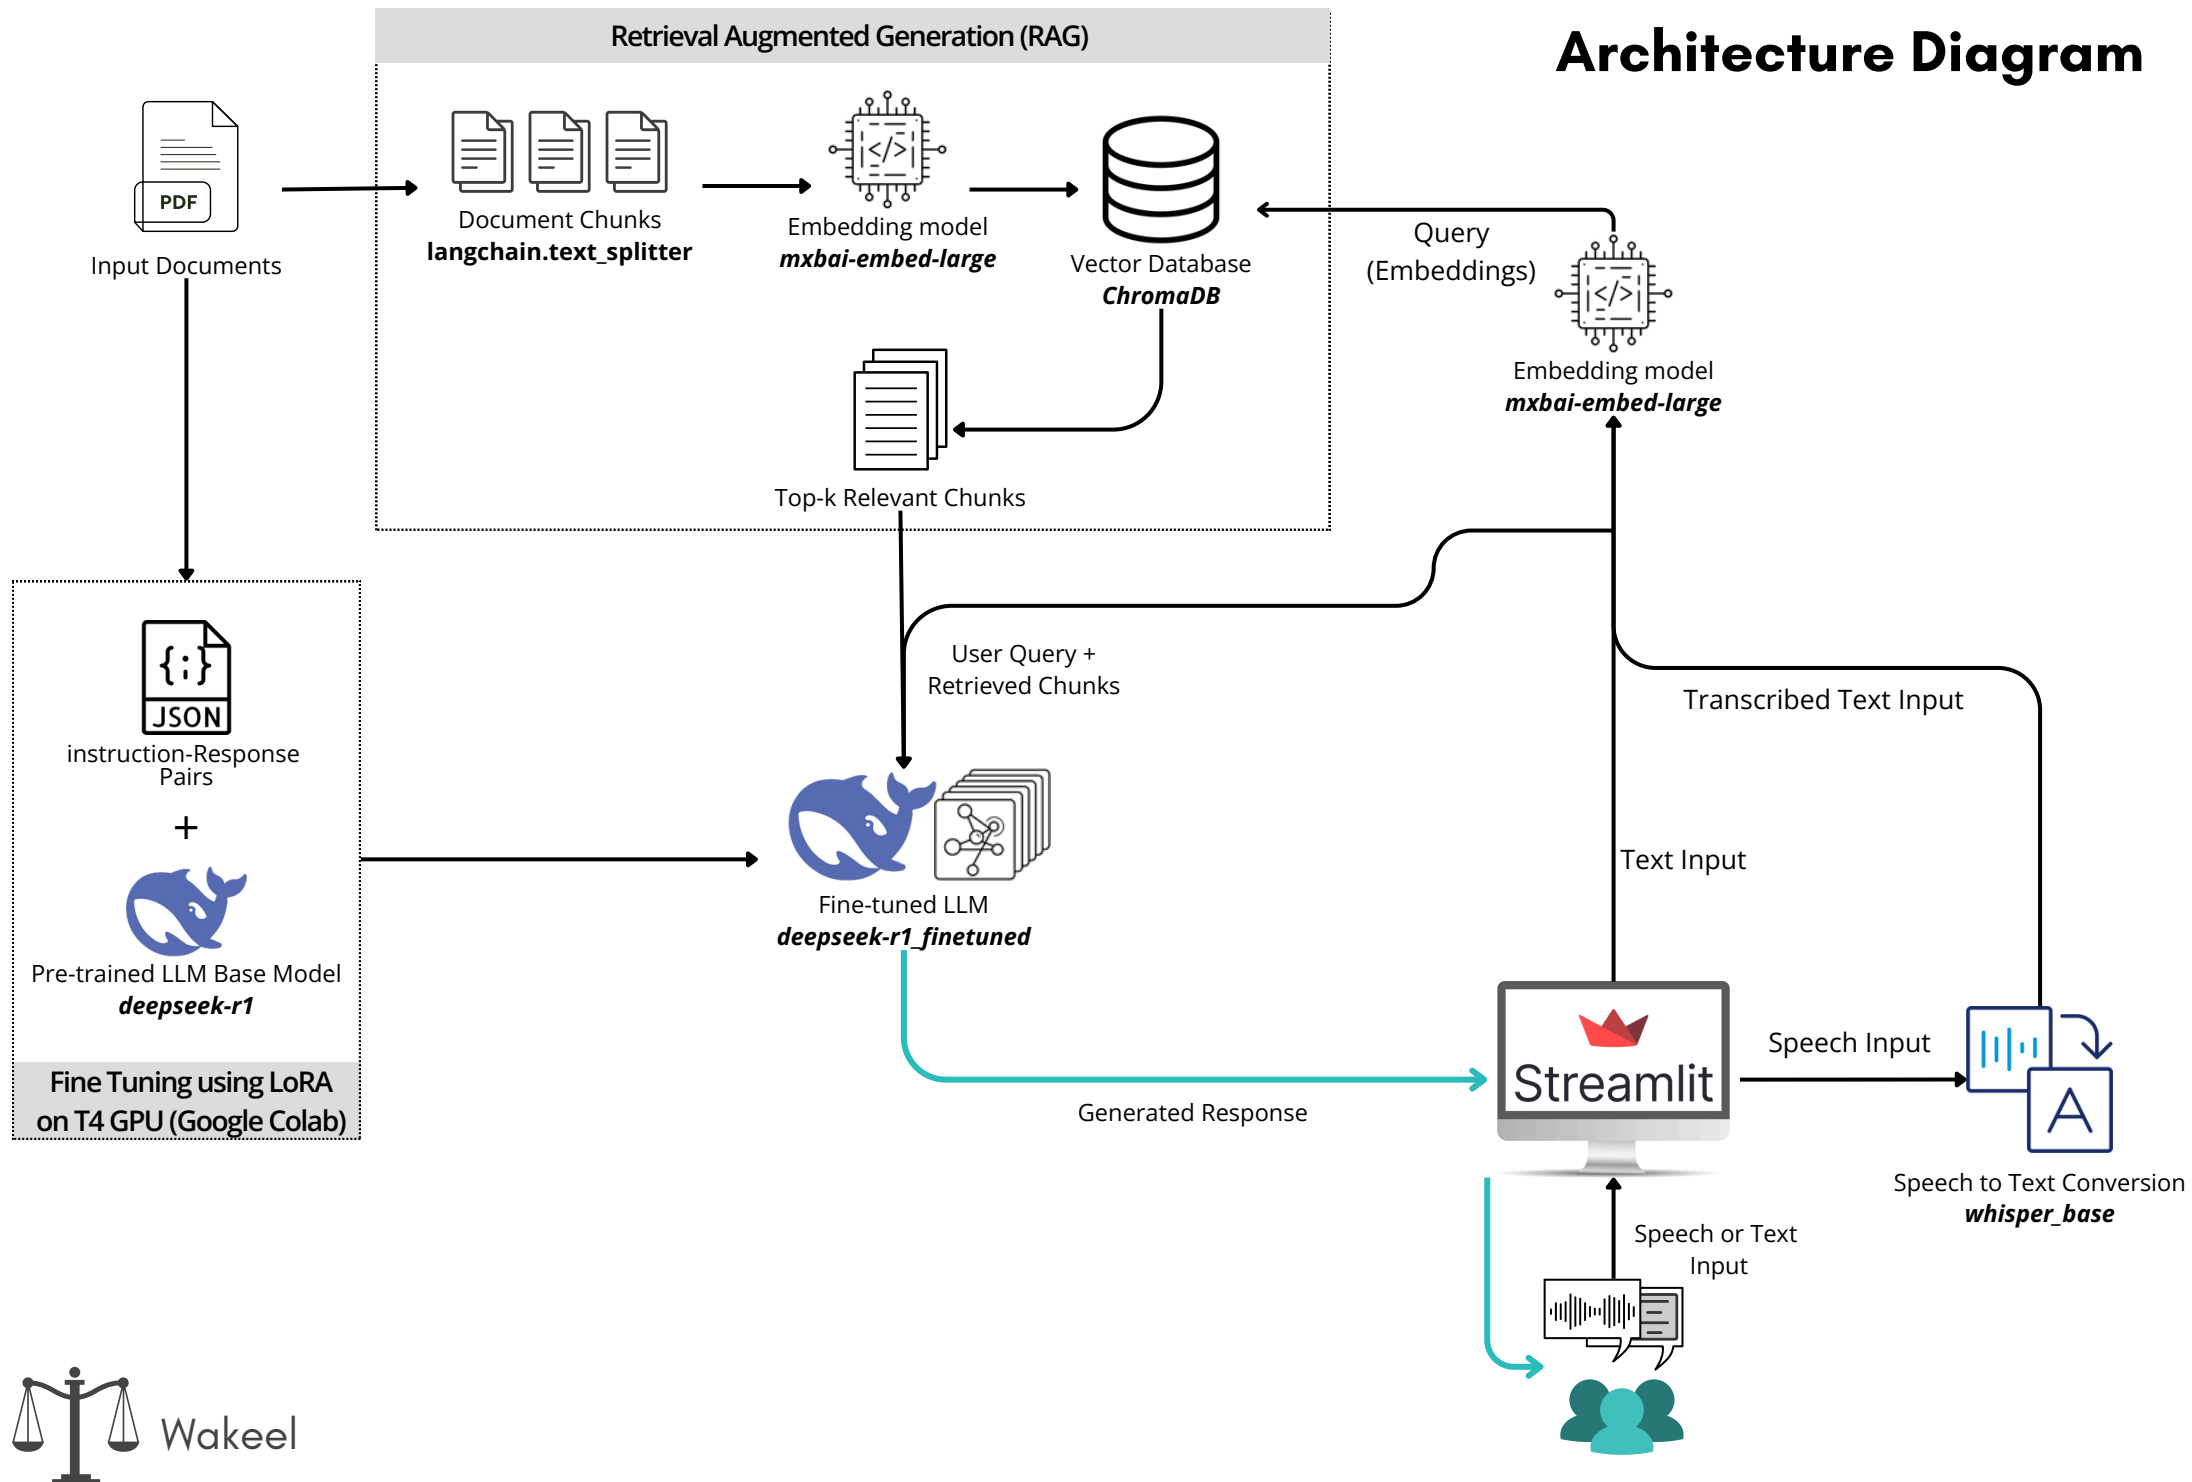 Architecture Diagram
Retrieval Augmented Generation (RAG)
PDF
Input Documents
Document Chunks
langchain.text_splitter
</>
Embedding model
mxbai-embed-large
Vector Database
ChromaDB
Query
(Embeddings)
</>
Embedding model
mxbai-embed-large
Top-k Relevant Chunks
{;}
JSON
instruction-Response
Pairs
+
Pre-trained LLM Base Model
deepseek-r1
Fine Tuning using LoRA
on T4 GPU (Google Colab)
User Query +
Retrieved Chunks
Transcribed Text Input
Fine-tuned LLM
deepseek-r1_finetuned
Text Input
Generated Response
Streamlit
Speech Input
A
Speech to Text Conversion
whisper_base
Speech or Text
Input
Wakeel